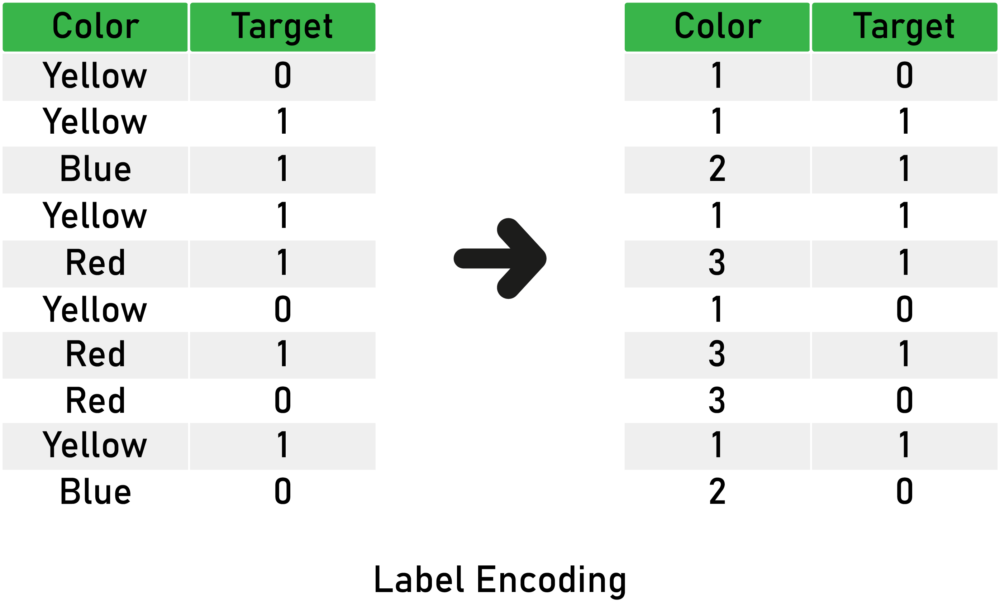 Color Target Color Target
Yellow 0 1 0
Yellow 1 1 1
Blue 1 2 1
Yellow 1 1 1
Red 1 3 1
Yellow 0 1 0
Red 1 3 1
Red 0 3 0
Yellow 1 1 1
Blue 0 2 0
Label Encoding